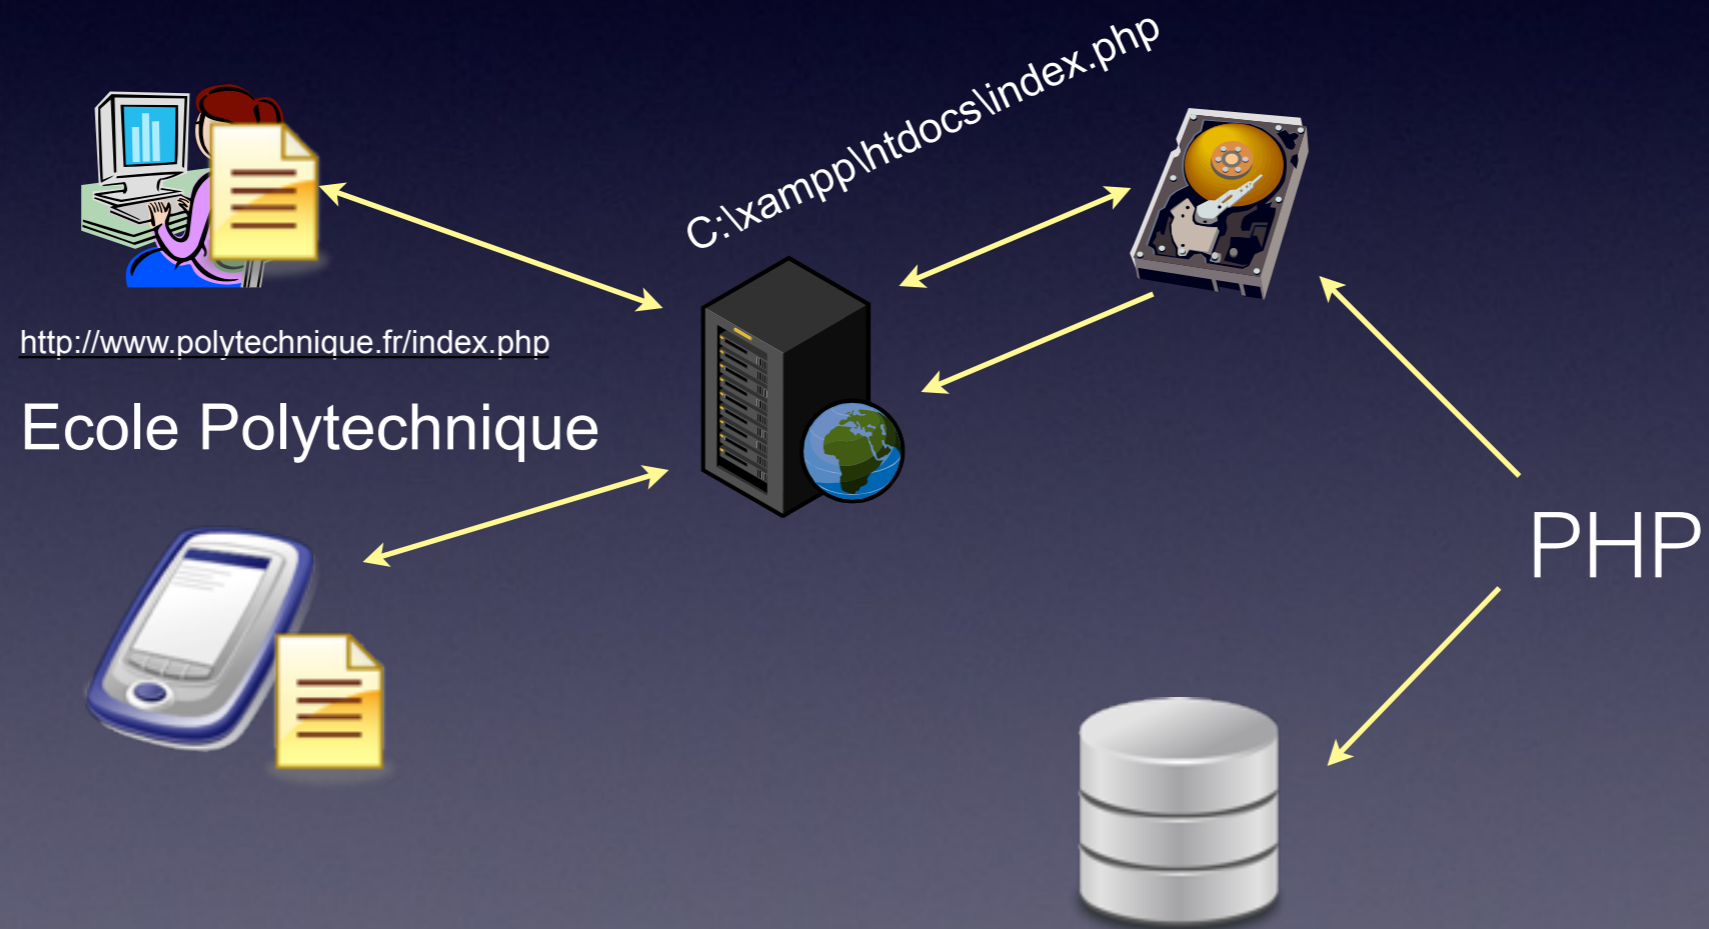 C:\xampp\htdocs\index.php
http://www.polytechnique.fr/index.php
Ecole Polytechnique
PHP